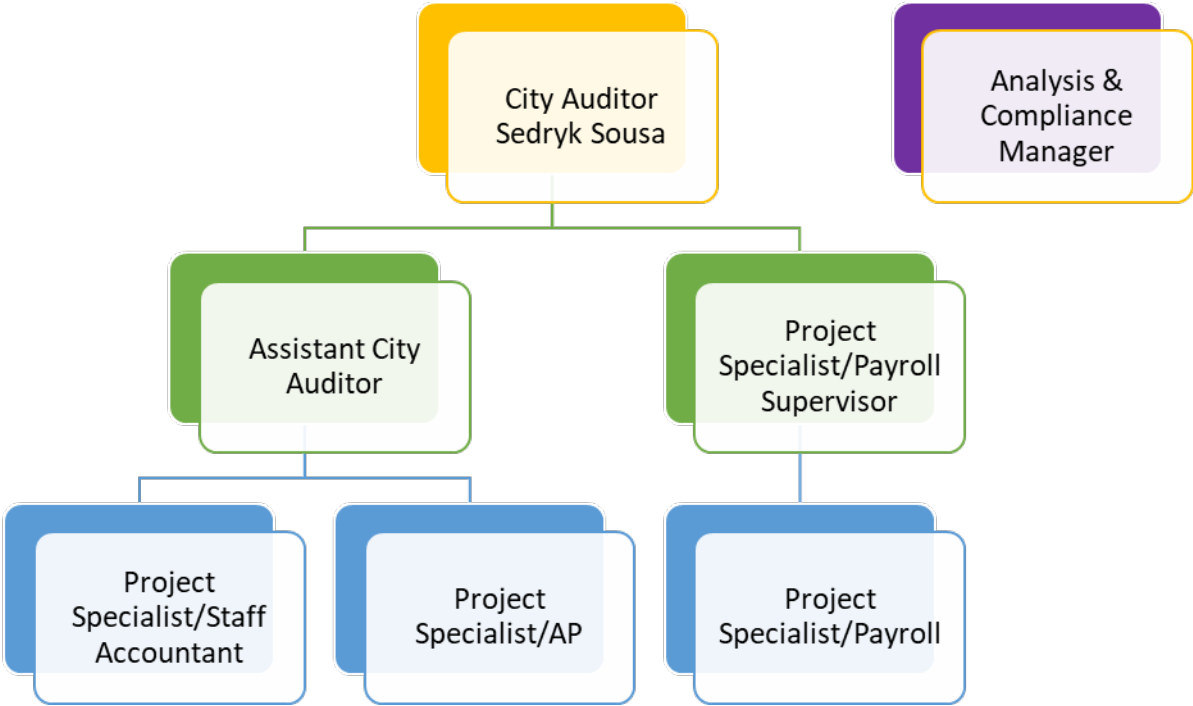 City Auditor
Sedryk Sousa
Analysis &
Compliance
Manager
Assistant City
Auditor
Project
Specialist/Payroll
Supervisor
Project
Specialist/Staff
Accountant
Project
Specialist/AP
Project
Specialist/Payroll